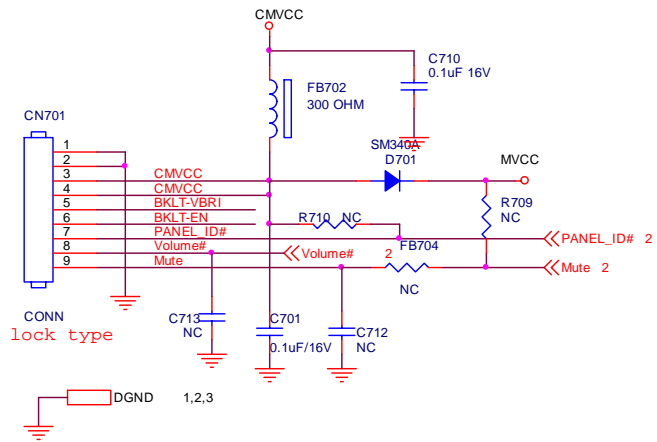 CMVCC
C710
0.1uF 16V
FB702
300 OHM
CN701
SM340A
D701
MVCC
1
2
3 CMVCC
4 CMVCC
5 BKLT-VBRI
6 BKLT-EN
7 PANEL_ID#
8 Volume#
9 Mute
R710 NC
R709
NC
PANEL_ID# 2
Volume# 2
FB704
NC
Mute 2
CONN
lock type
C713
NC
C701
0.1uF/16V
C712
NC
DGND 1,2,3